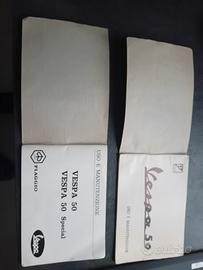 USO E MANUTENZIONE
VESPA 50
VESPA 50 Special
PIAGGIO
Vespa
Vespa 50
USO E MANUTENZIONE